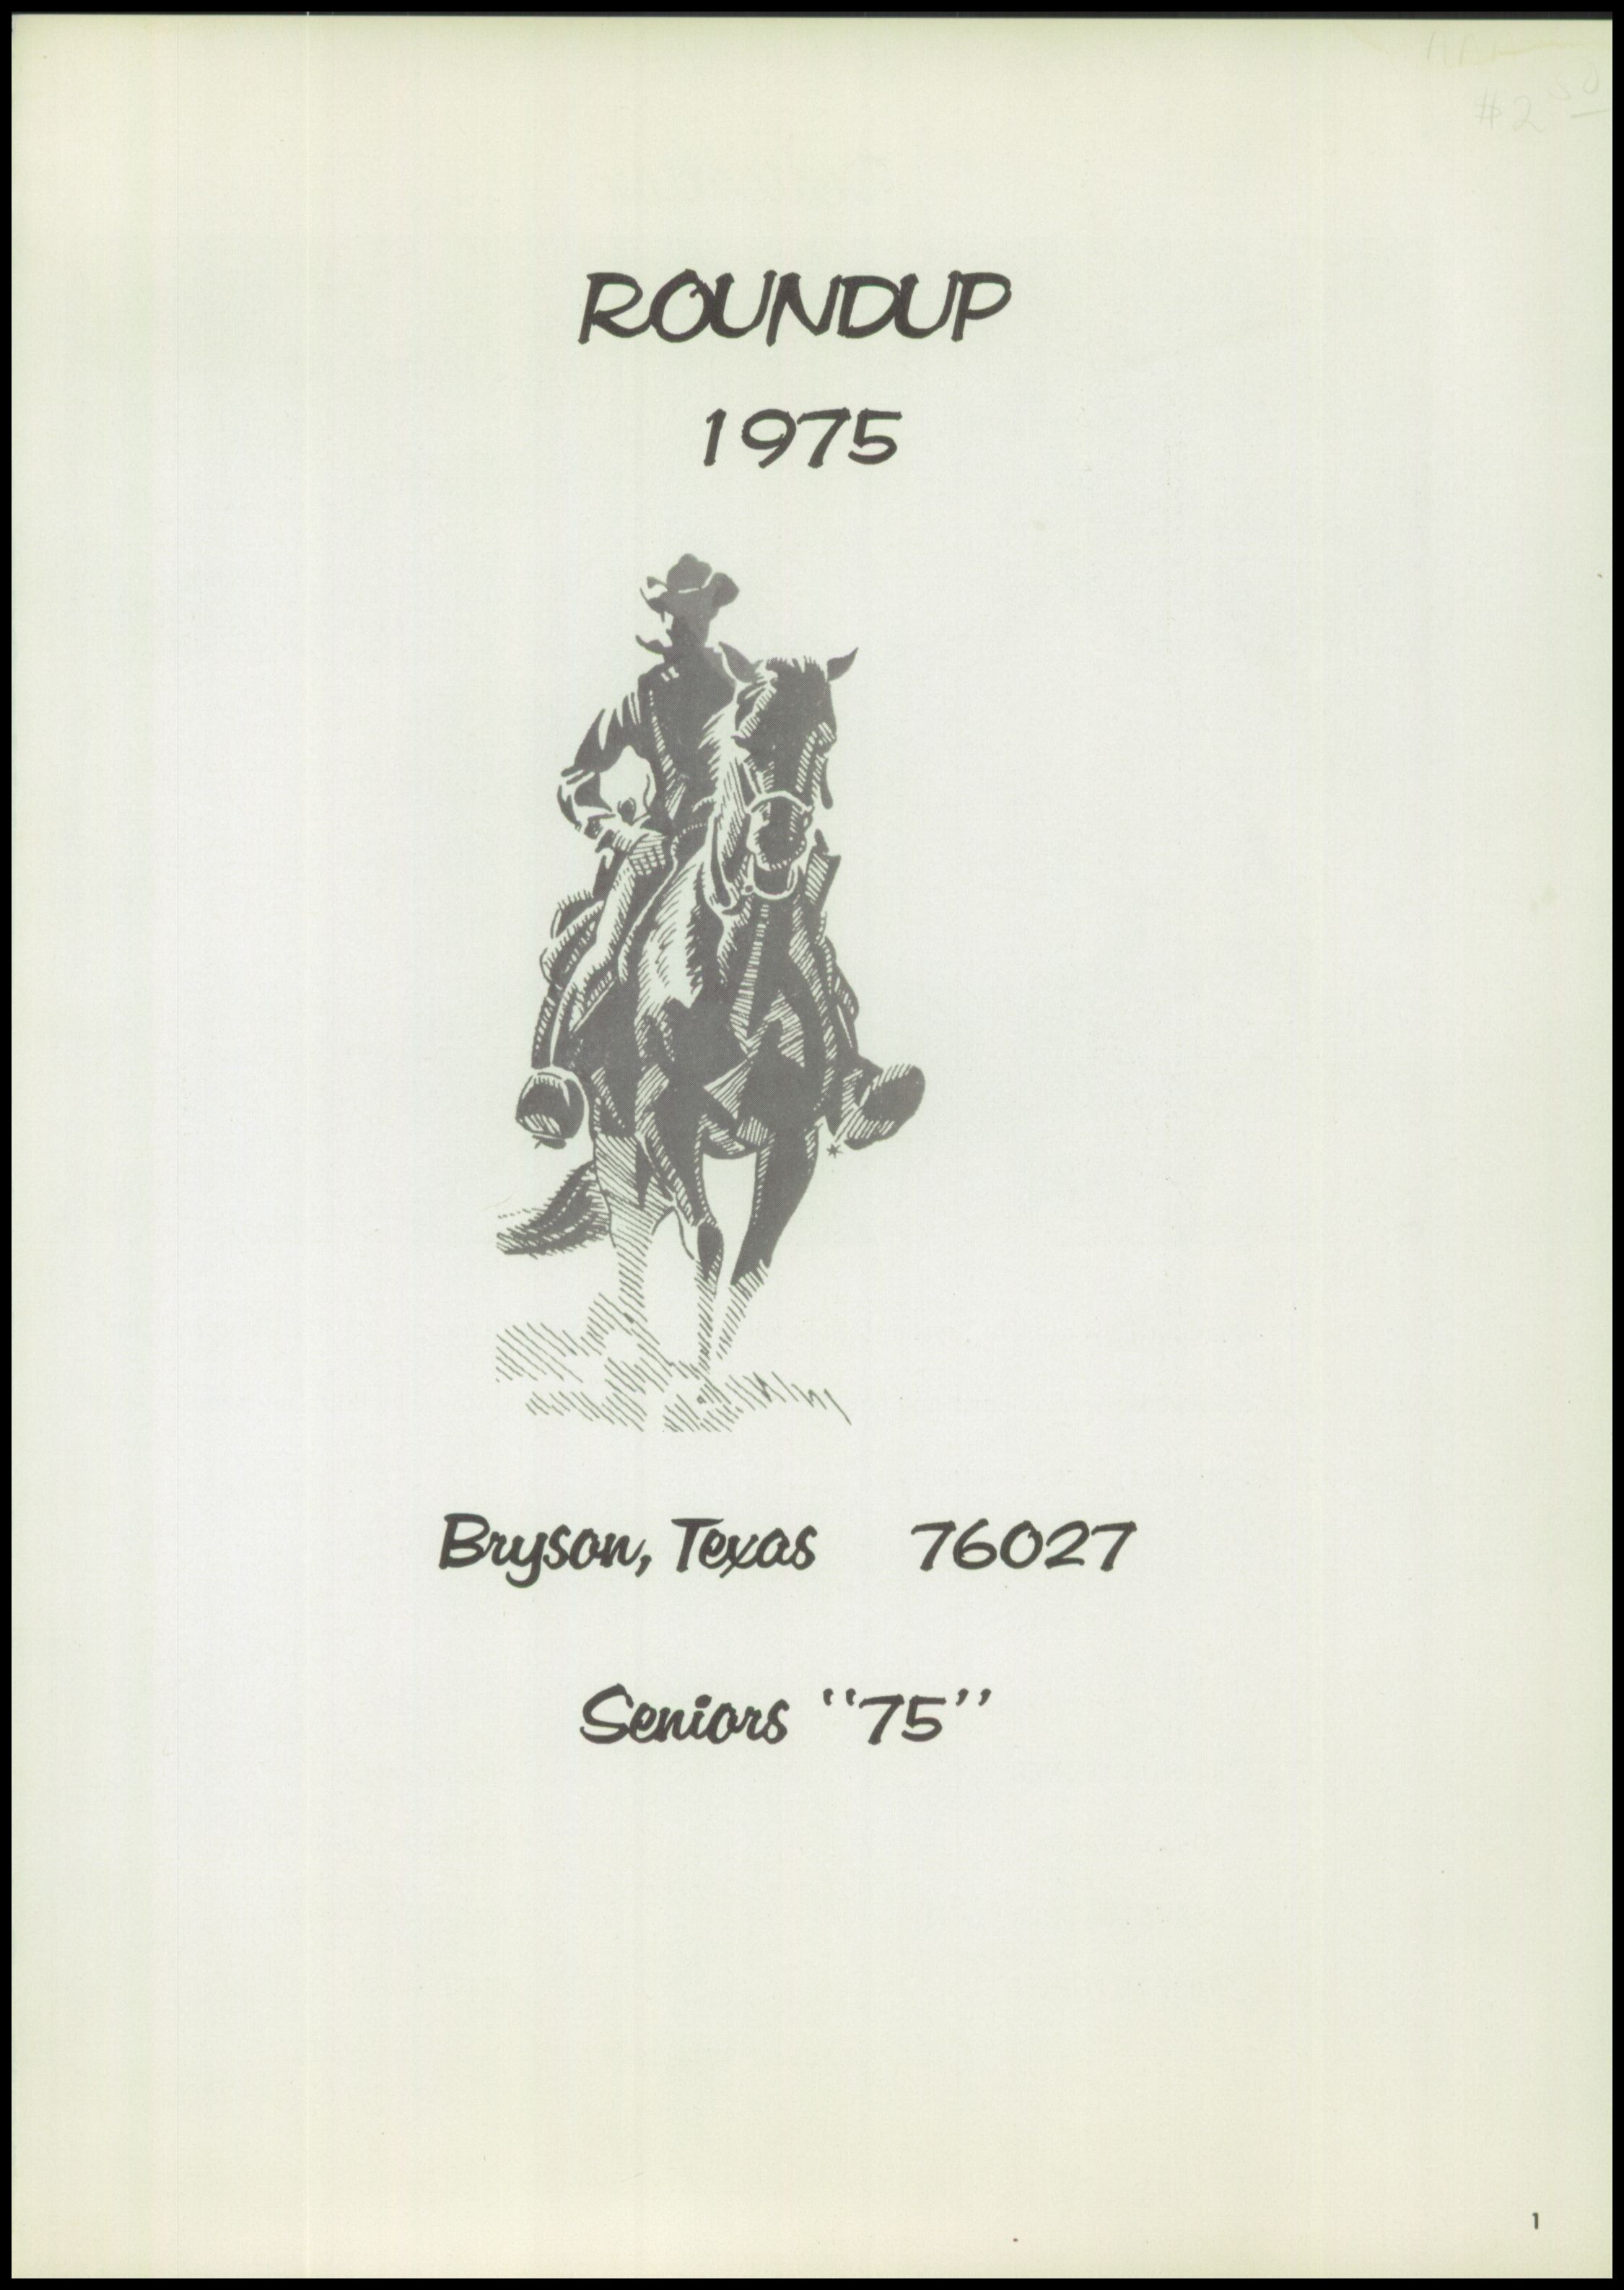 ROUNDUP
1975
Bryson, Texas 76027
Seniors "75"
1